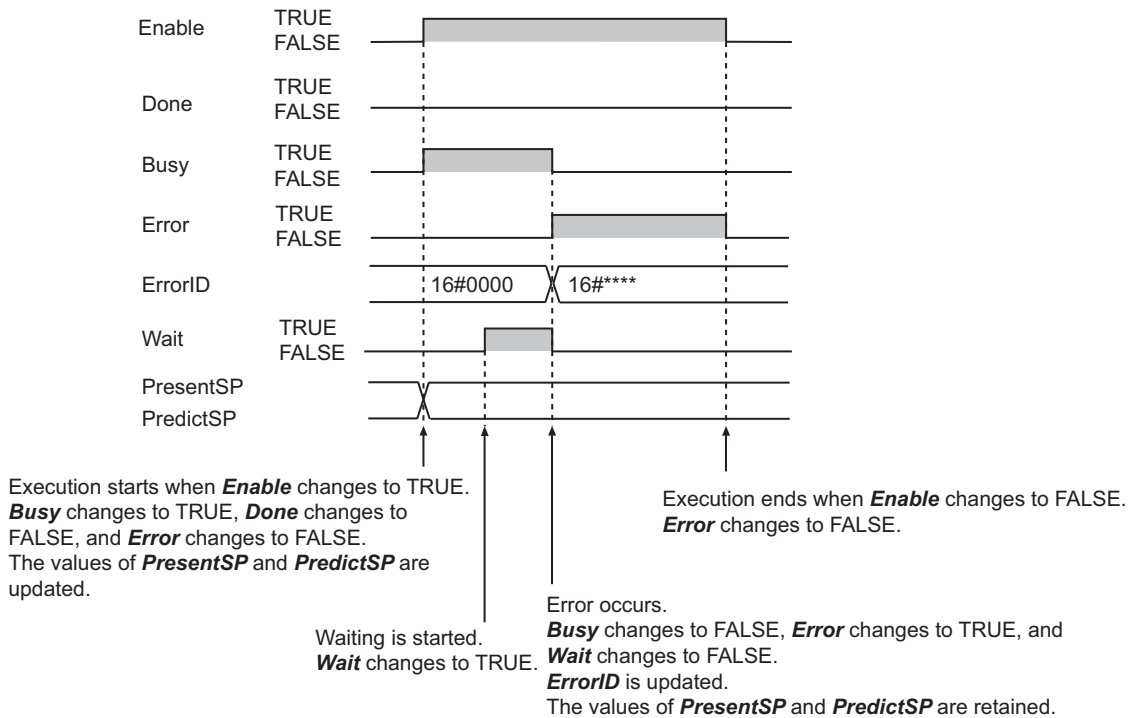 Enable
TRUE
FALSE
Done
TRUE
FALSE
Busy
TRUE
FALSE
Error
TRUE
FALSE
ErrorID
16#0000
16#****
Wait
TRUE
FALSE
PresentSP
PredictSP
Execution starts when Enable changes to TRUE.
Busy changes to TRUE, Done changes to
FALSE, and Error changes to FALSE.
The values of PresentSP and PredictSP are
updated.
Waiting is started.
Wait changes to TRUE.
Error occurs.
Busy changes to FALSE, Error changes to TRUE, and
Wait changes to FALSE.
ErrorID is updated.
The values of PresentSP and PredictSP are retained.
Execution ends when Enable changes to FALSE.
Error changes to FALSE.